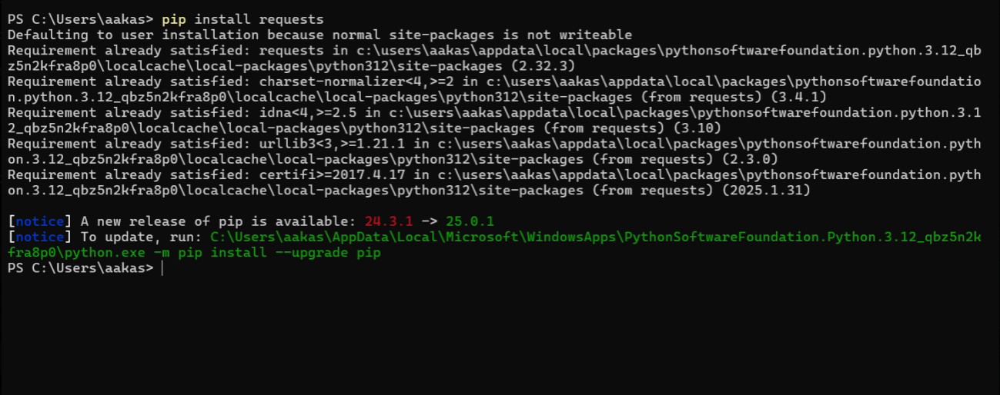 PS C:\Users\aakas> pip install requests
Defaulting to user installation because normal site-packages is not writeable
Requirement already satisfied: requests in c:\users\aakas\appdata\local\packages\pythonsoftwarefoundation.python.3.12_qb
z5n2kfra8p0\localcache\local-packages\python312\site-packages (2.32.3)
Requirement already satisfied: charset-normalizer<4,>=2 in c:\users\aakas\appdata\local\packages\pythonsoftwarefoundatio
n.python.3.12_qbz5n2kfra8p0\localcache\local-packages\python312\site-packages (from requests) (3.4.1)
Requirement already satisfied: idna<4,>=2.5 in c:\users\aakas\appdata\local\packages\pythonsoftwarefoundation.python.3.1
2_qbz5n2kfra8p0\localcache\local-packages\python312\site-packages (from requests) (3.10)
Requirement already satisfied: urllib3<3,>=1.21.1 in c:\users\aakas\appdata\local\packages\pythonsoftwarefoundation.pyth
on.3.12_qbz5n2kfra8p0\localcache\local-packages\python312\site-packages (from requests) (2.3.0)
Requirement already satisfied: certifi>=2017.4.17 in c:\users\aakas\appdata\local\packages\pythonsoftwarefoundation.pyth
on.3.12_qbz5n2kfra8p0\localcache\local-packages\python312\site-packages (from requests) (2025.1.31)
[notice] A new release of pip is available: 24.3.1 -> 25.0.1
[notice] To update, run: C:\Users\aakas\AppData\Local\Microsoft\WindowsApps\PythonSoftwareFoundation.Python.3.12_qbz5n2k
fra8p0\python.exe -m pip install --upgrade pip
PS C:\Users\aakas>